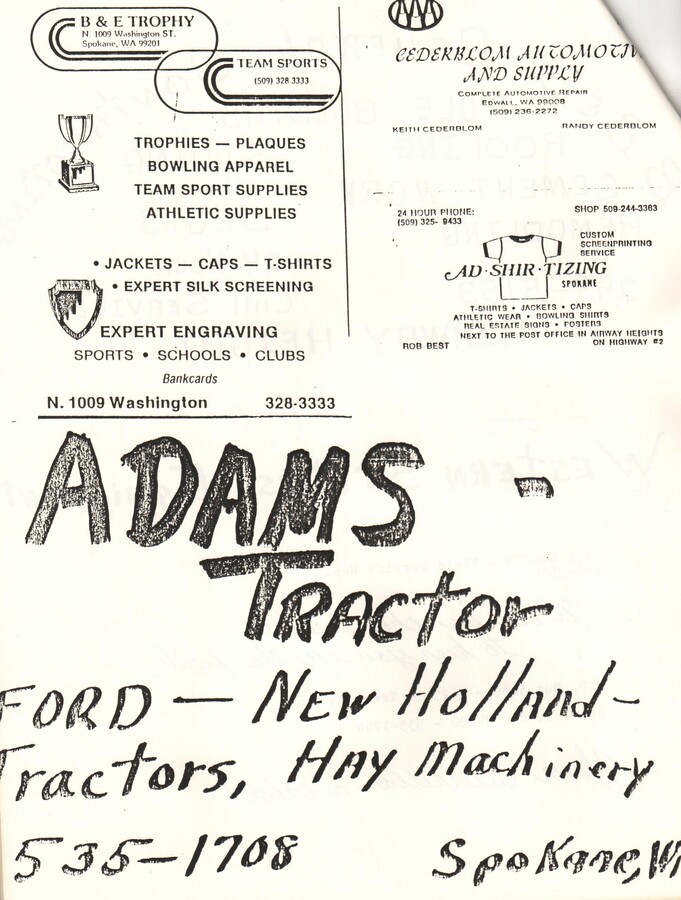 B & E TROPHY
N. 1009 Washington ST.
Spokane, WA 99201
TEAM SPORTS
(509) 328 3333
TROPHIES — PLAQUES
BOWLING APPAREL
TEAM SPORT SUPPLIES
ATHLETIC SUPPLIES
• JACKETS — CAPS — T-SHIRTS
• EXPERT SILK SCREENING
EXPERT ENGRAVING
SPORTS • SCHOOLS • CLUBS
Bankcards
N. 1009 Washington 328-3333
CEDERBLOM AUTOMOTIV
AND SUPPLY
COMPLETE AUTOMOTIVE REPAIR
EDWALL, WA 99008
(509) 236-2272
KEITH CEDERBLOM RANDY CEDERBLOM
24 HOUR PHONE: SHOP 509-244-3363
(509) 325- 9433
CUSTOM
SCREENPRINTING
SERVICE
AD·SHIR·TIZING
SPOKANE
T-SHIRTS • JACKETS • CAPS
ATHLETIC WEAR • BOWLING SHIRTS
REAL ESTATE SIGNS • POSTERS
NEXT TO THE POST OFFICE IN AIRWAY HEIGHTS
ROB BEST ON HIGHWAY #2
ADAMS -
TRACTOR
FORD — NEW HOLLAND -
Tractors, HAY Machinery
535-1708 Spokane, W